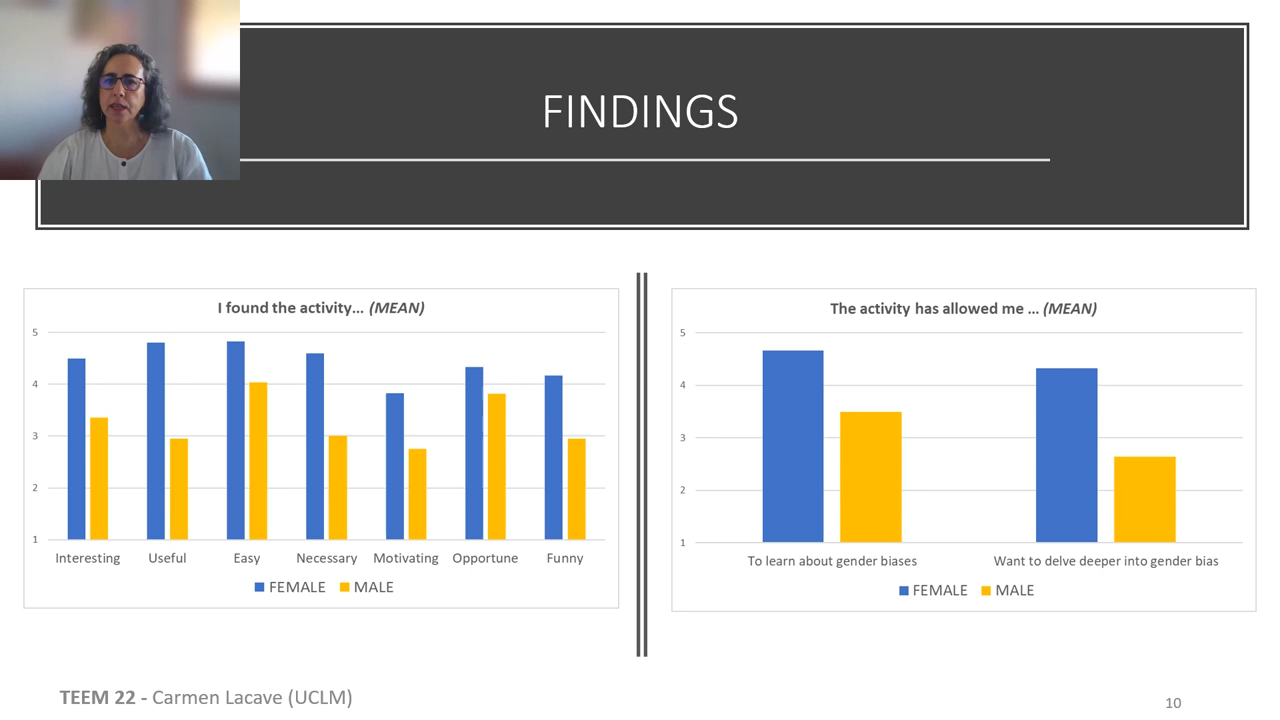 FINDINGS
I found the activity... (MEAN)
5
4
3
2
1
Interesting Useful Easy Necessary Motivating Opportune Funny
FEMALE MALE
The activity has allowed me ... (MEAN)
5
4
3
2
1
To learn about gender biases Want to delve deeper into gender bias
FEMALE MALE
TEEM 22 - Carmen Lacave (UCLM)
10